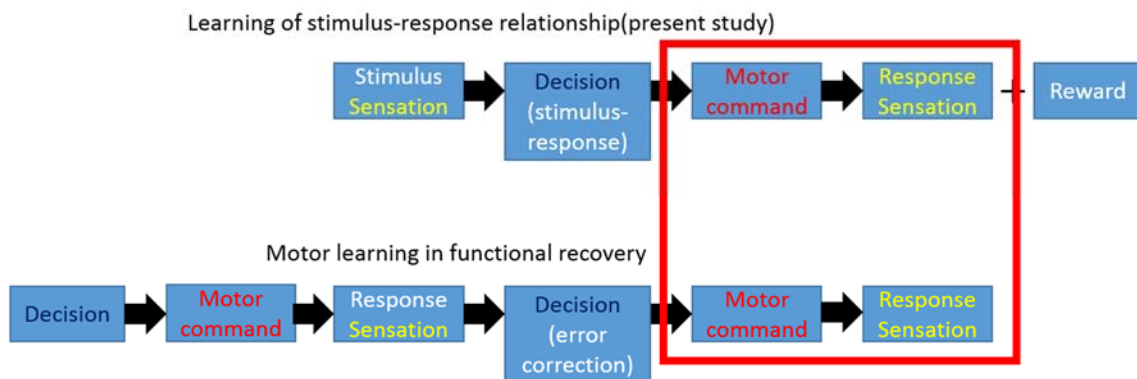 Learning of stimulus-response relationship(present study)
Stimulus
Sensation
Decision
(stimulus-
response)
Motor
command
Response
Sensation
+
Reward
Motor learning in functional recovery
Decision
Motor
command
Response
Sensation
Decision
(error
correction)
Motor
command
Response
Sensation